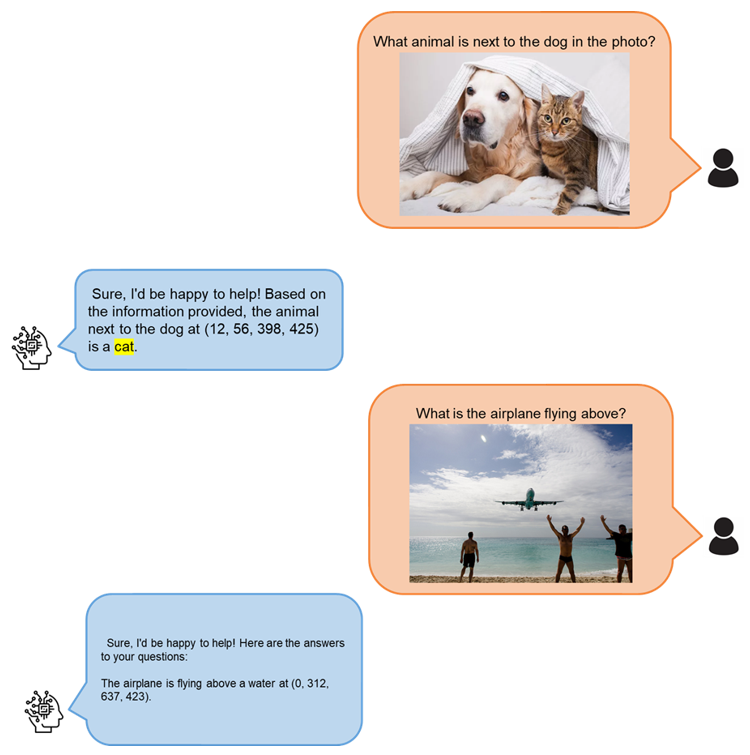 What animal is next to the dog in the photo?
Sure, I'd be happy to help! Based on
the information provided, the animal
next to the dog at (12, 56, 398, 425)
is a cat.
What is the airplane flying above?
Sure, I'd be happy to help! Here are the answers
to your questions:
The airplane is flying above a water at (0, 312,
637, 423).